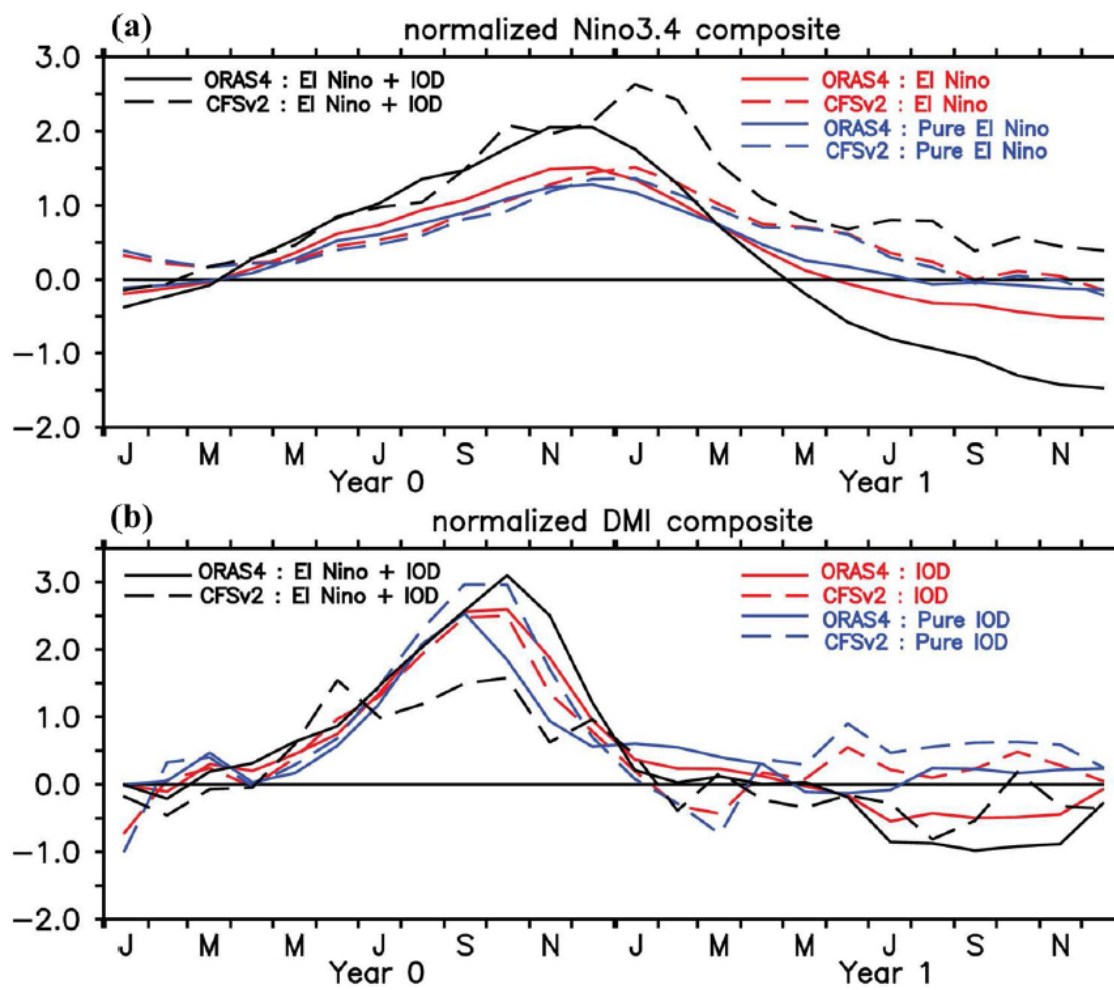 (a) normalized Nino3.4 composite
3.0
ORAS4 : El Nino + IOD
CFSv2 : El Nino + IOD
ORAS4 : El Nino
CFSv2 : El Nino
ORAS4 : Pure El Nino
CFSv2 : Pure El Nino
2.0
1.0
0.0
−1.0
−2.0
J M M J S N J M M J S N
Year 0 Year 1
(b) normalized DMI composite
ORAS4 : El Nino + IOD
CFSv2 : El Nino + IOD
ORAS4 : IOD
CFSv2 : IOD
ORAS4 : Pure IOD
CFSv2 : Pure IOD
3.0
2.0
1.0
0.0
−1.0
−2.0
J M M J S N J M M J S N
Year 0 Year 1